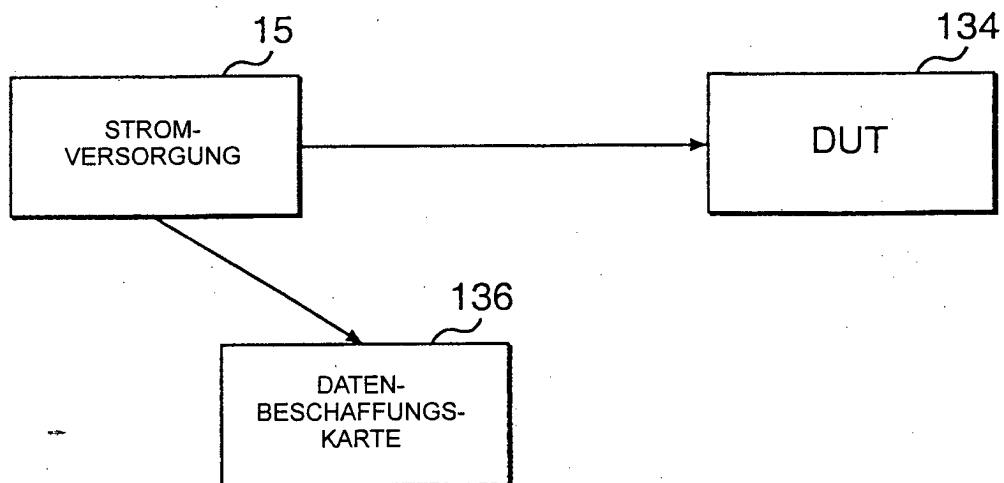 15
134
STROM-
VERSORGUNG
DUT
136
DATEN-
BESCHAFFUNGS-
KARTE